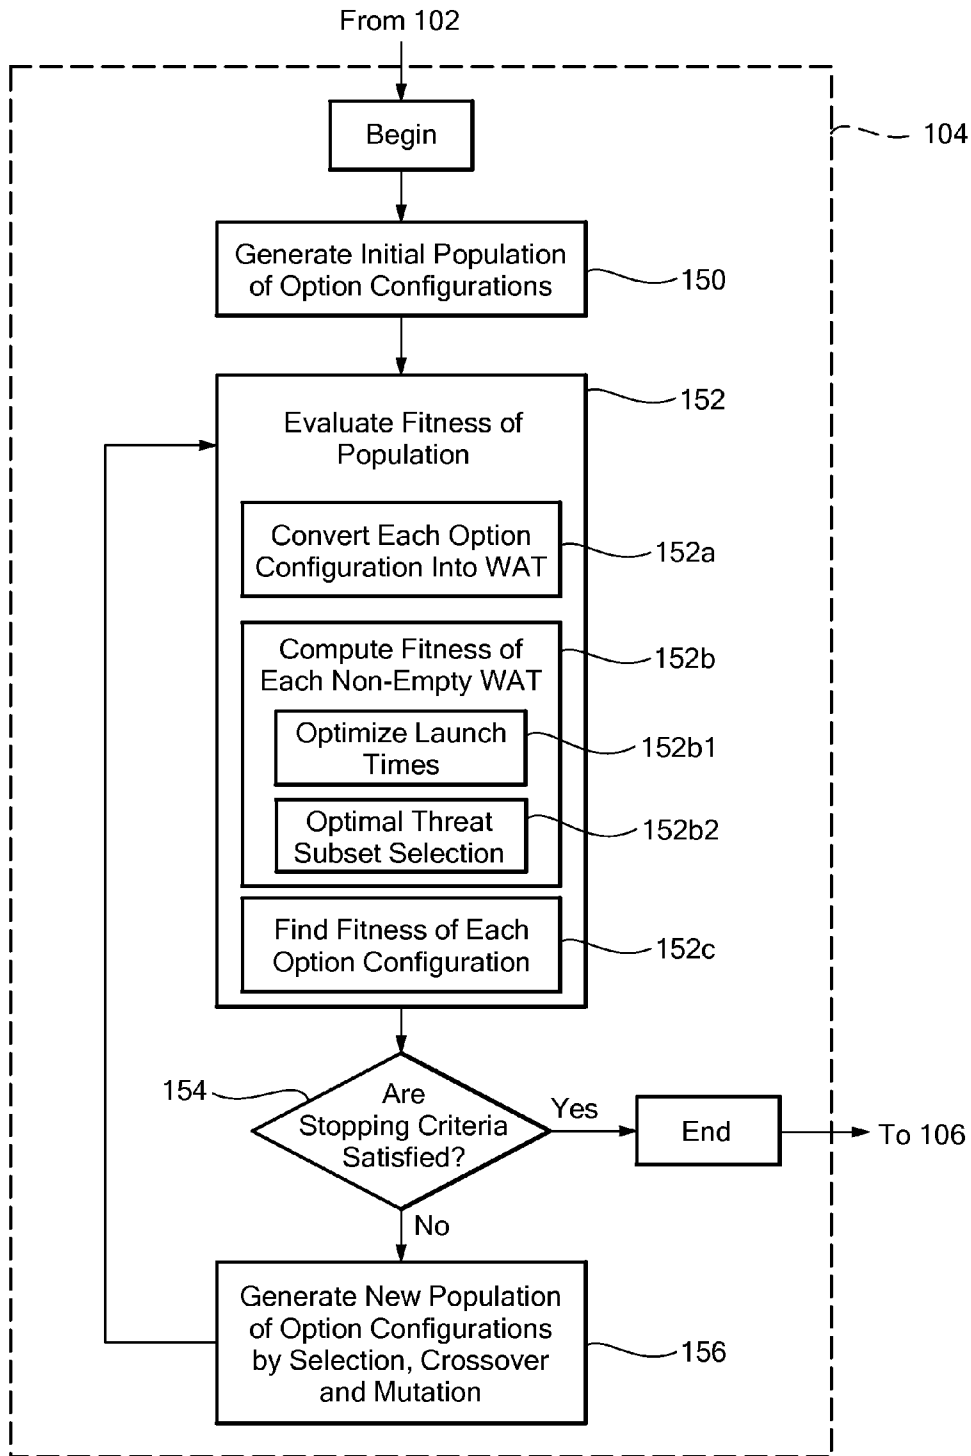 From 102
Begin
104
Generate Initial Population
of Option Configurations
150
152
Evaluate Fitness of
Population
Convert Each Option
Configuration Into WAT
152a
Compute Fitness of
Each Non-Empty WAT
152b
Optimize Launch
Times
152b1
Optimal Threat
Subset Selection
152b2
Find Fitness of Each
Option Configuration
152c
154
Are
Stopping Criteria
Satisfied?
Yes
End
To 106
No
Generate New Population
of Option Configurations
by Selection, Crossover
and Mutation
156